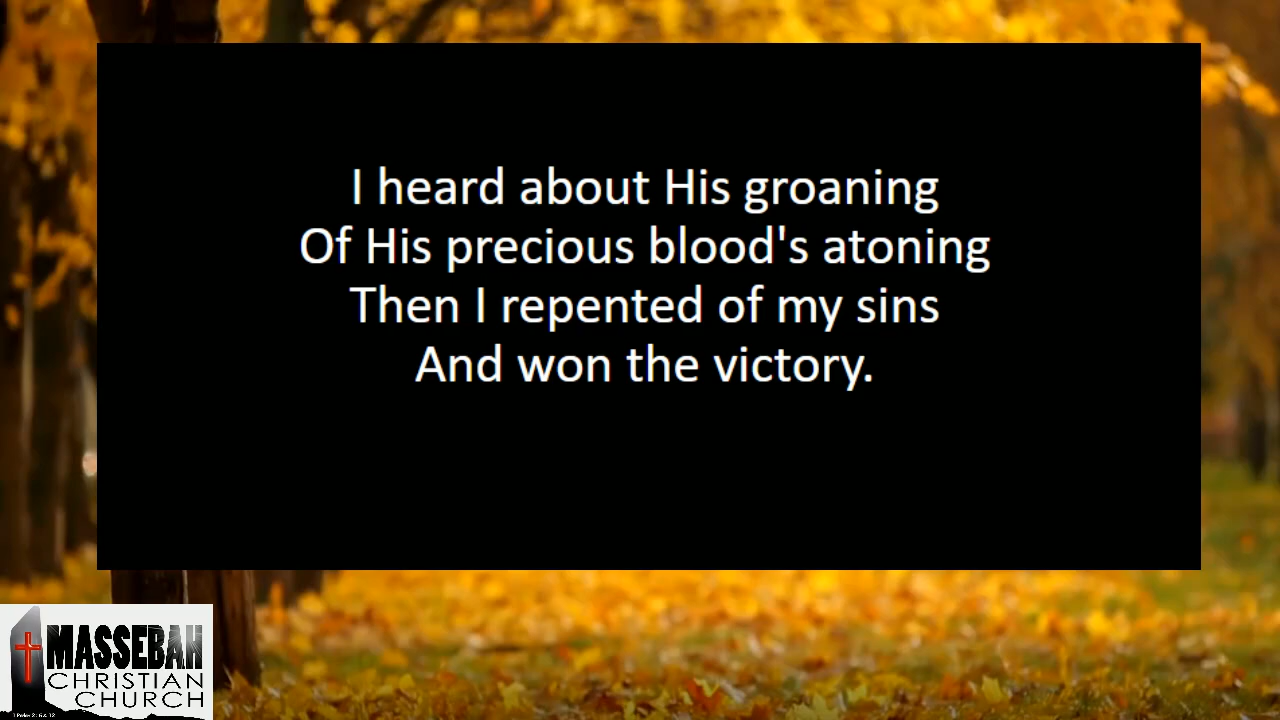 I heard about His groaning
Of His precious blood's atoning
Then I repented of my sins
And won the victory.
MASSEBAH
CHRISTIAN
CHURCH